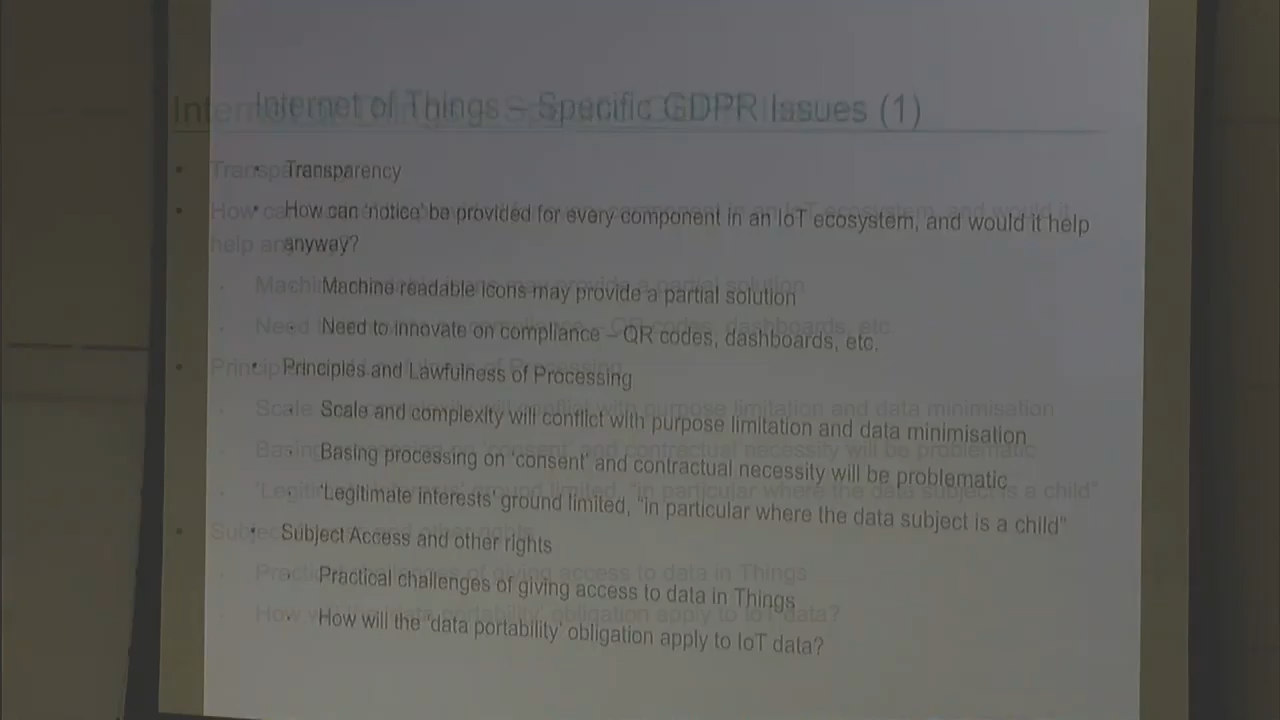 Internet of Things – Specific GDPR Issues (1)
• Transparency
• How can 'notice' be provided for every component in an IoT ecosystem, and would it help
anyway?
• Machine readable icons may provide a partial solution
• Need to innovate on compliance – QR codes, dashboards, etc.
• Principles and Lawfulness of Processing
• Scale and complexity will conflict with purpose limitation and data minimisation
• Basing processing on 'consent' and contractual necessity will be problematic
• 'Legitimate interests' ground limited, "in particular where the data subject is a child"
• Subject Access and other rights
• Practical challenges of giving access to data in Things
• How will the 'data portability' obligation apply to IoT data?